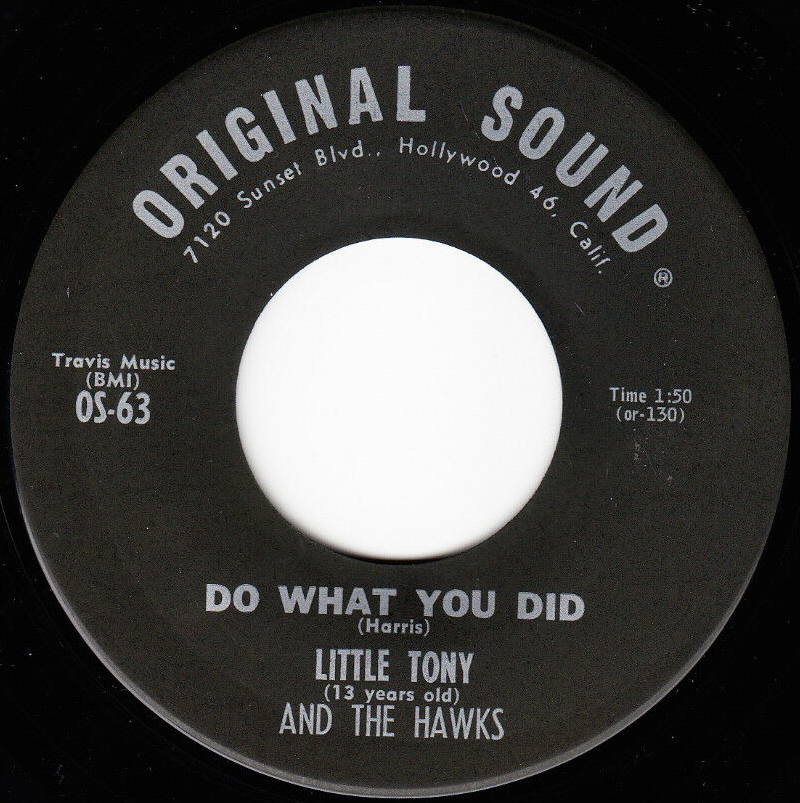 ORIGINAL SOUND ®
7120 Sunset Blvd., Hollywood 46, Calif.
Travis Music
(BMI)
OS-63
Time 1:50
(or-130)
DO WHAT YOU DID
(Harris)
LITTLE TONY
(13 years old)
AND THE HAWKS